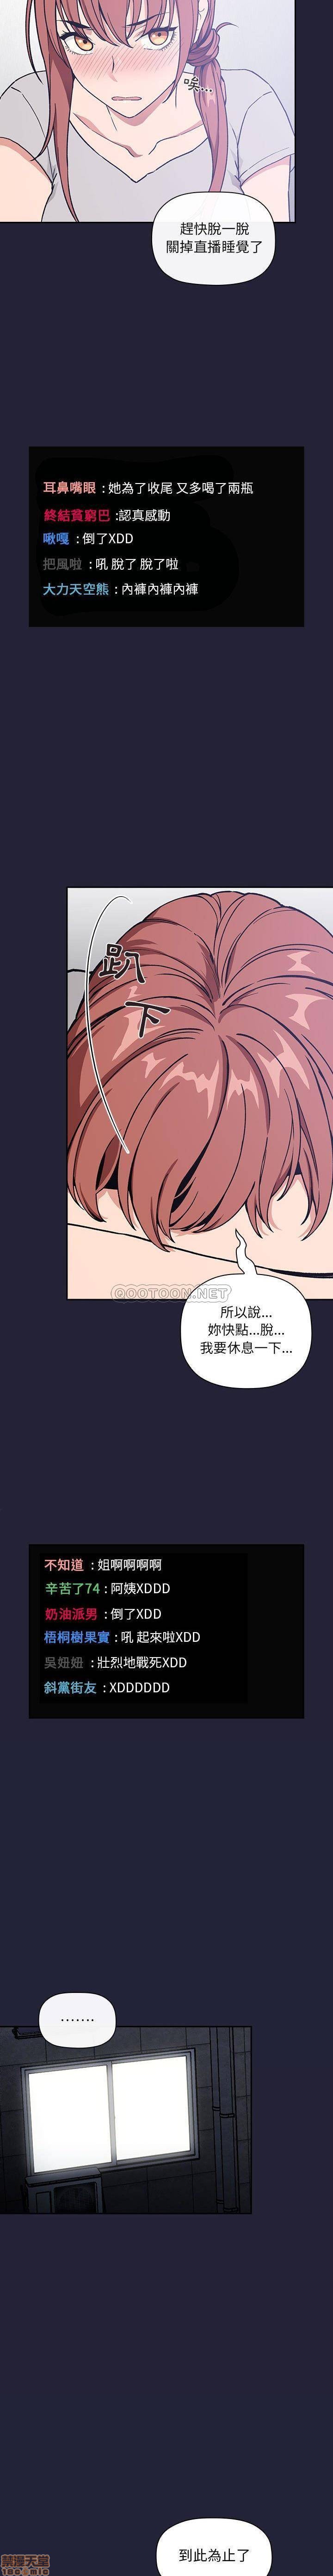 唉...
趕快脫一脫
關掉直播睡覺了
耳鼻嘴眼 : 她為了收尾 又多喝了兩瓶
終結貧窮巴 : 認真感動
啾嘎 : 倒了XDD
把風啦 : 吼 脫了 脫了啦
大力天空熊 : 內褲內褲內褲
趴
下
QOOTOON.NET
所以說...
妳快點...脫...
我要休息一下...
不知道 : 姐啊啊啊啊
辛苦了74 : 阿姨XDDD
奶油派男 : 倒了XDD
梧桐樹果實 : 吼 起來啦XDD
吳妞妞 : 壯烈地戰死XDD
斜黨街友 : XDDDDDD
.......
禁漫天堂
到此為止了